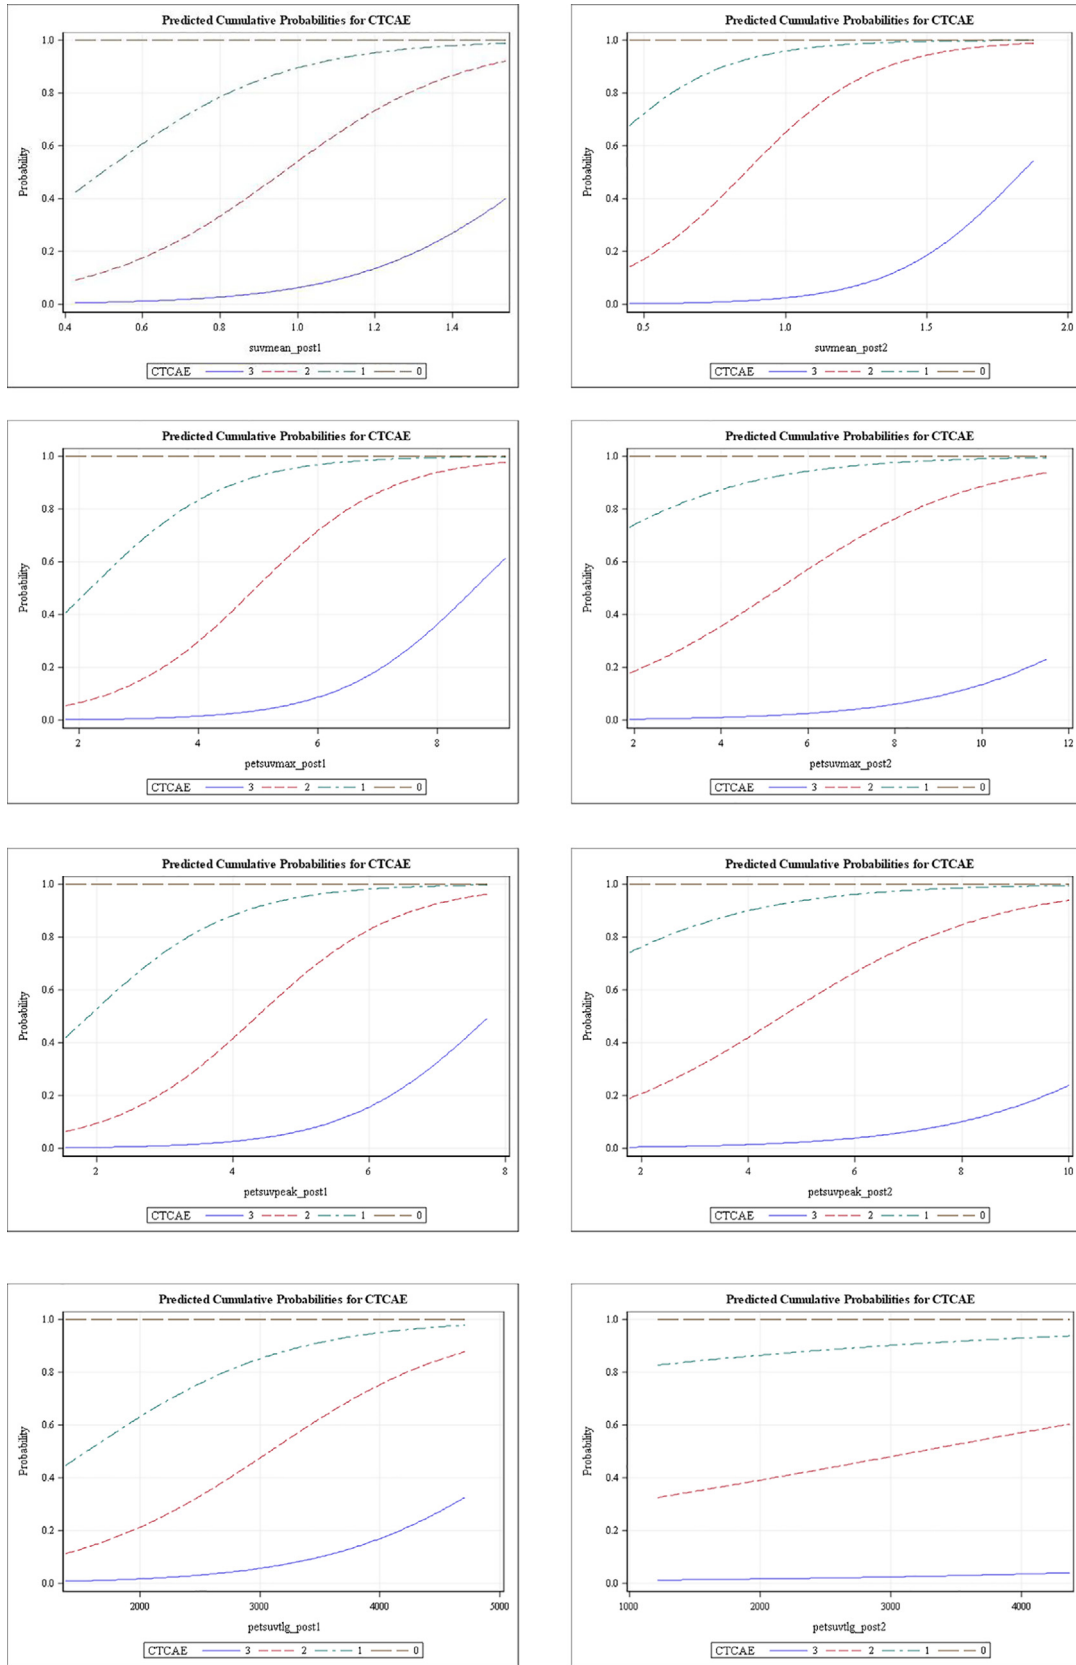 Predicted Cumulative Probabilities for CTCAE
1.0
0.8
0.6
0.4
0.2
0.0
Probability
0.4 0.6 0.8 1.0 1.2 1.4
suvmean_post1
CTCAE 3 2 1 0
Predicted Cumulative Probabilities for CTCAE
1.0
0.8
0.6
0.4
0.2
0.0
Probability
0.5 1.0 1.5 2.0
suvmean_post2
CTCAE 3 2 1 0
Predicted Cumulative Probabilities for CTCAE
1.0
0.8
0.6
0.4
0.2
0.0
Probability
2 4 6 8
petsuvmax_post1
CTCAE 3 2 1 0
Predicted Cumulative Probabilities for CTCAE
1.0
0.8
0.6
0.4
0.2
0.0
Probability
2 4 6 8 10 12
petsuvmax_post2
CTCAE 3 2 1 0
Predicted Cumulative Probabilities for CTCAE
1.0
0.8
0.6
0.4
0.2
0.0
Probability
2 4 6 8
petsuvpeak_post1
CTCAE 3 2 1 0
Predicted Cumulative Probabilities for CTCAE
1.0
0.8
0.6
0.4
0.2
0.0
Probability
2 4 6 8 10
petsuvpeak_post2
CTCAE 3 2 1 0
Predicted Cumulative Probabilities for CTCAE
1.0
0.8
0.6
0.4
0.2
0.0
Probability
2000 3000 4000 5000
petsuvtlg_post1
CTCAE 3 2 1 0
Predicted Cumulative Probabilities for CTCAE
1.0
0.8
0.6
0.4
0.2
0.0
Probability
1000 2000 3000 4000
petsuvtlg_post2
CTCAE 3 2 1 0